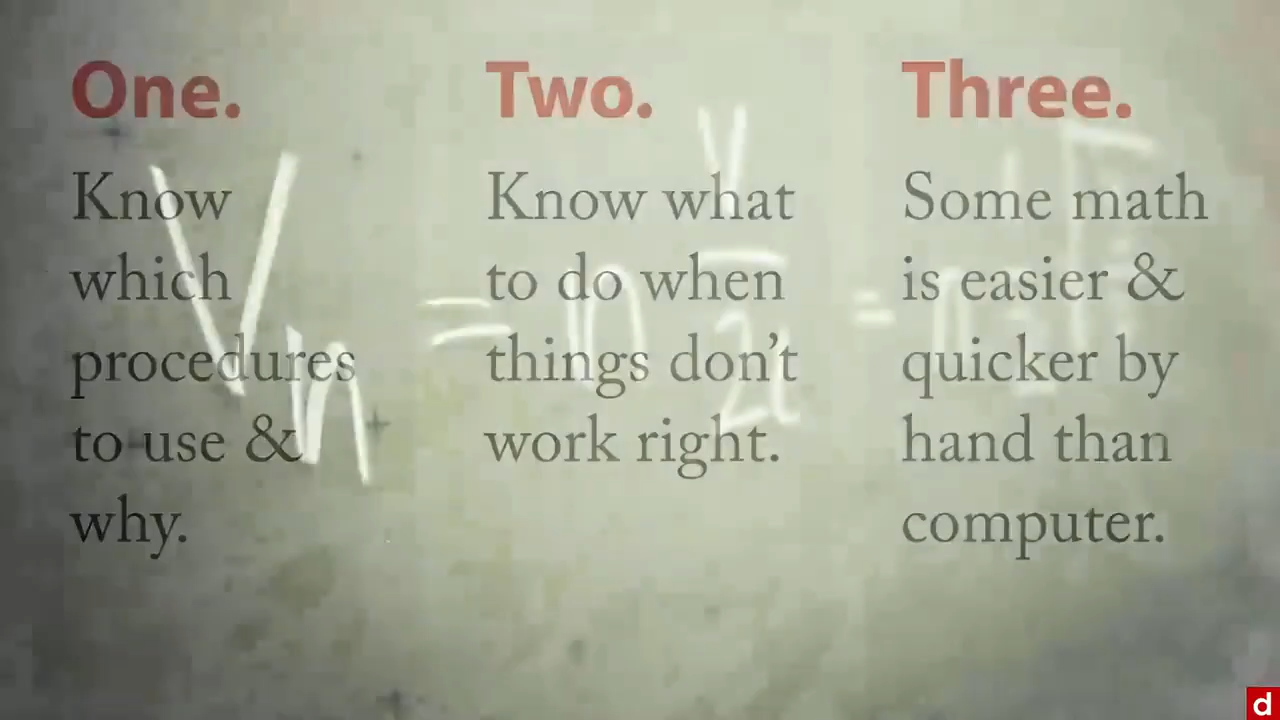 One.
Know
which
procedures
to use &
why.
Two.
Know what
to do when
things don't
work right.
Three.
Some math
is easier &
quicker by
hand than
computer.
d